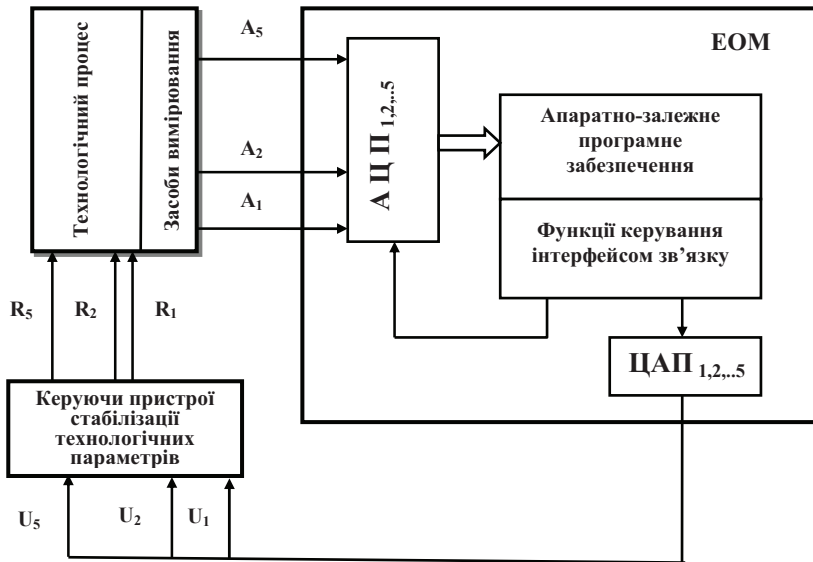 A5
ЕОМ
Технологічний процес
Засоби вимірювання
А Ц П 1,2,..5
Апаратно-залежне
програмне
забезпечення
A2
A1
Функції керування
інтерфейсом зв’язку
R5
R2
R1
ЦАП 1,2,..5
Керуючи пристрої
стабілізації
технологічних
параметрів
U5
U2
U1